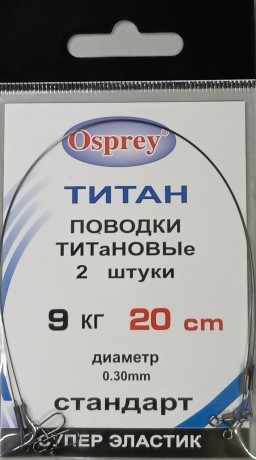 Osprey®
ТИТАН
ПОВОДКИ
ТИТаНОВЫе
2 штуки
9 кг 20 cm
диаметр
0.30mm
стандарт
СУПЕР ЭЛАСТИК